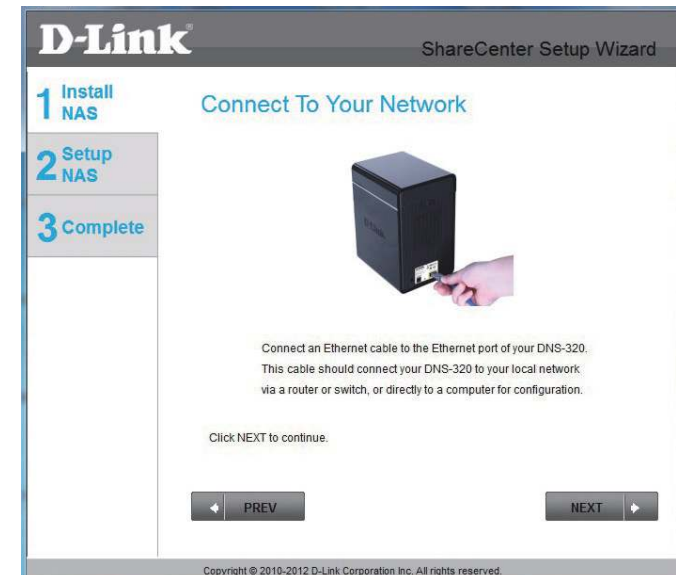 D-Link®
ShareCenter Setup Wizard
1 Install NAS
2 Setup NAS
3 Complete
Connect To Your Network
D-Link
Connect an Ethernet cable to the Ethernet port of your DNS-320.
This cable should connect your DNS-320 to your local network
via a router or switch, or directly to a computer for configuration.
Click NEXT to continue.
PREV
NEXT
Copyright © 2010-2012 D-Link Corporation Inc. All rights reserved.